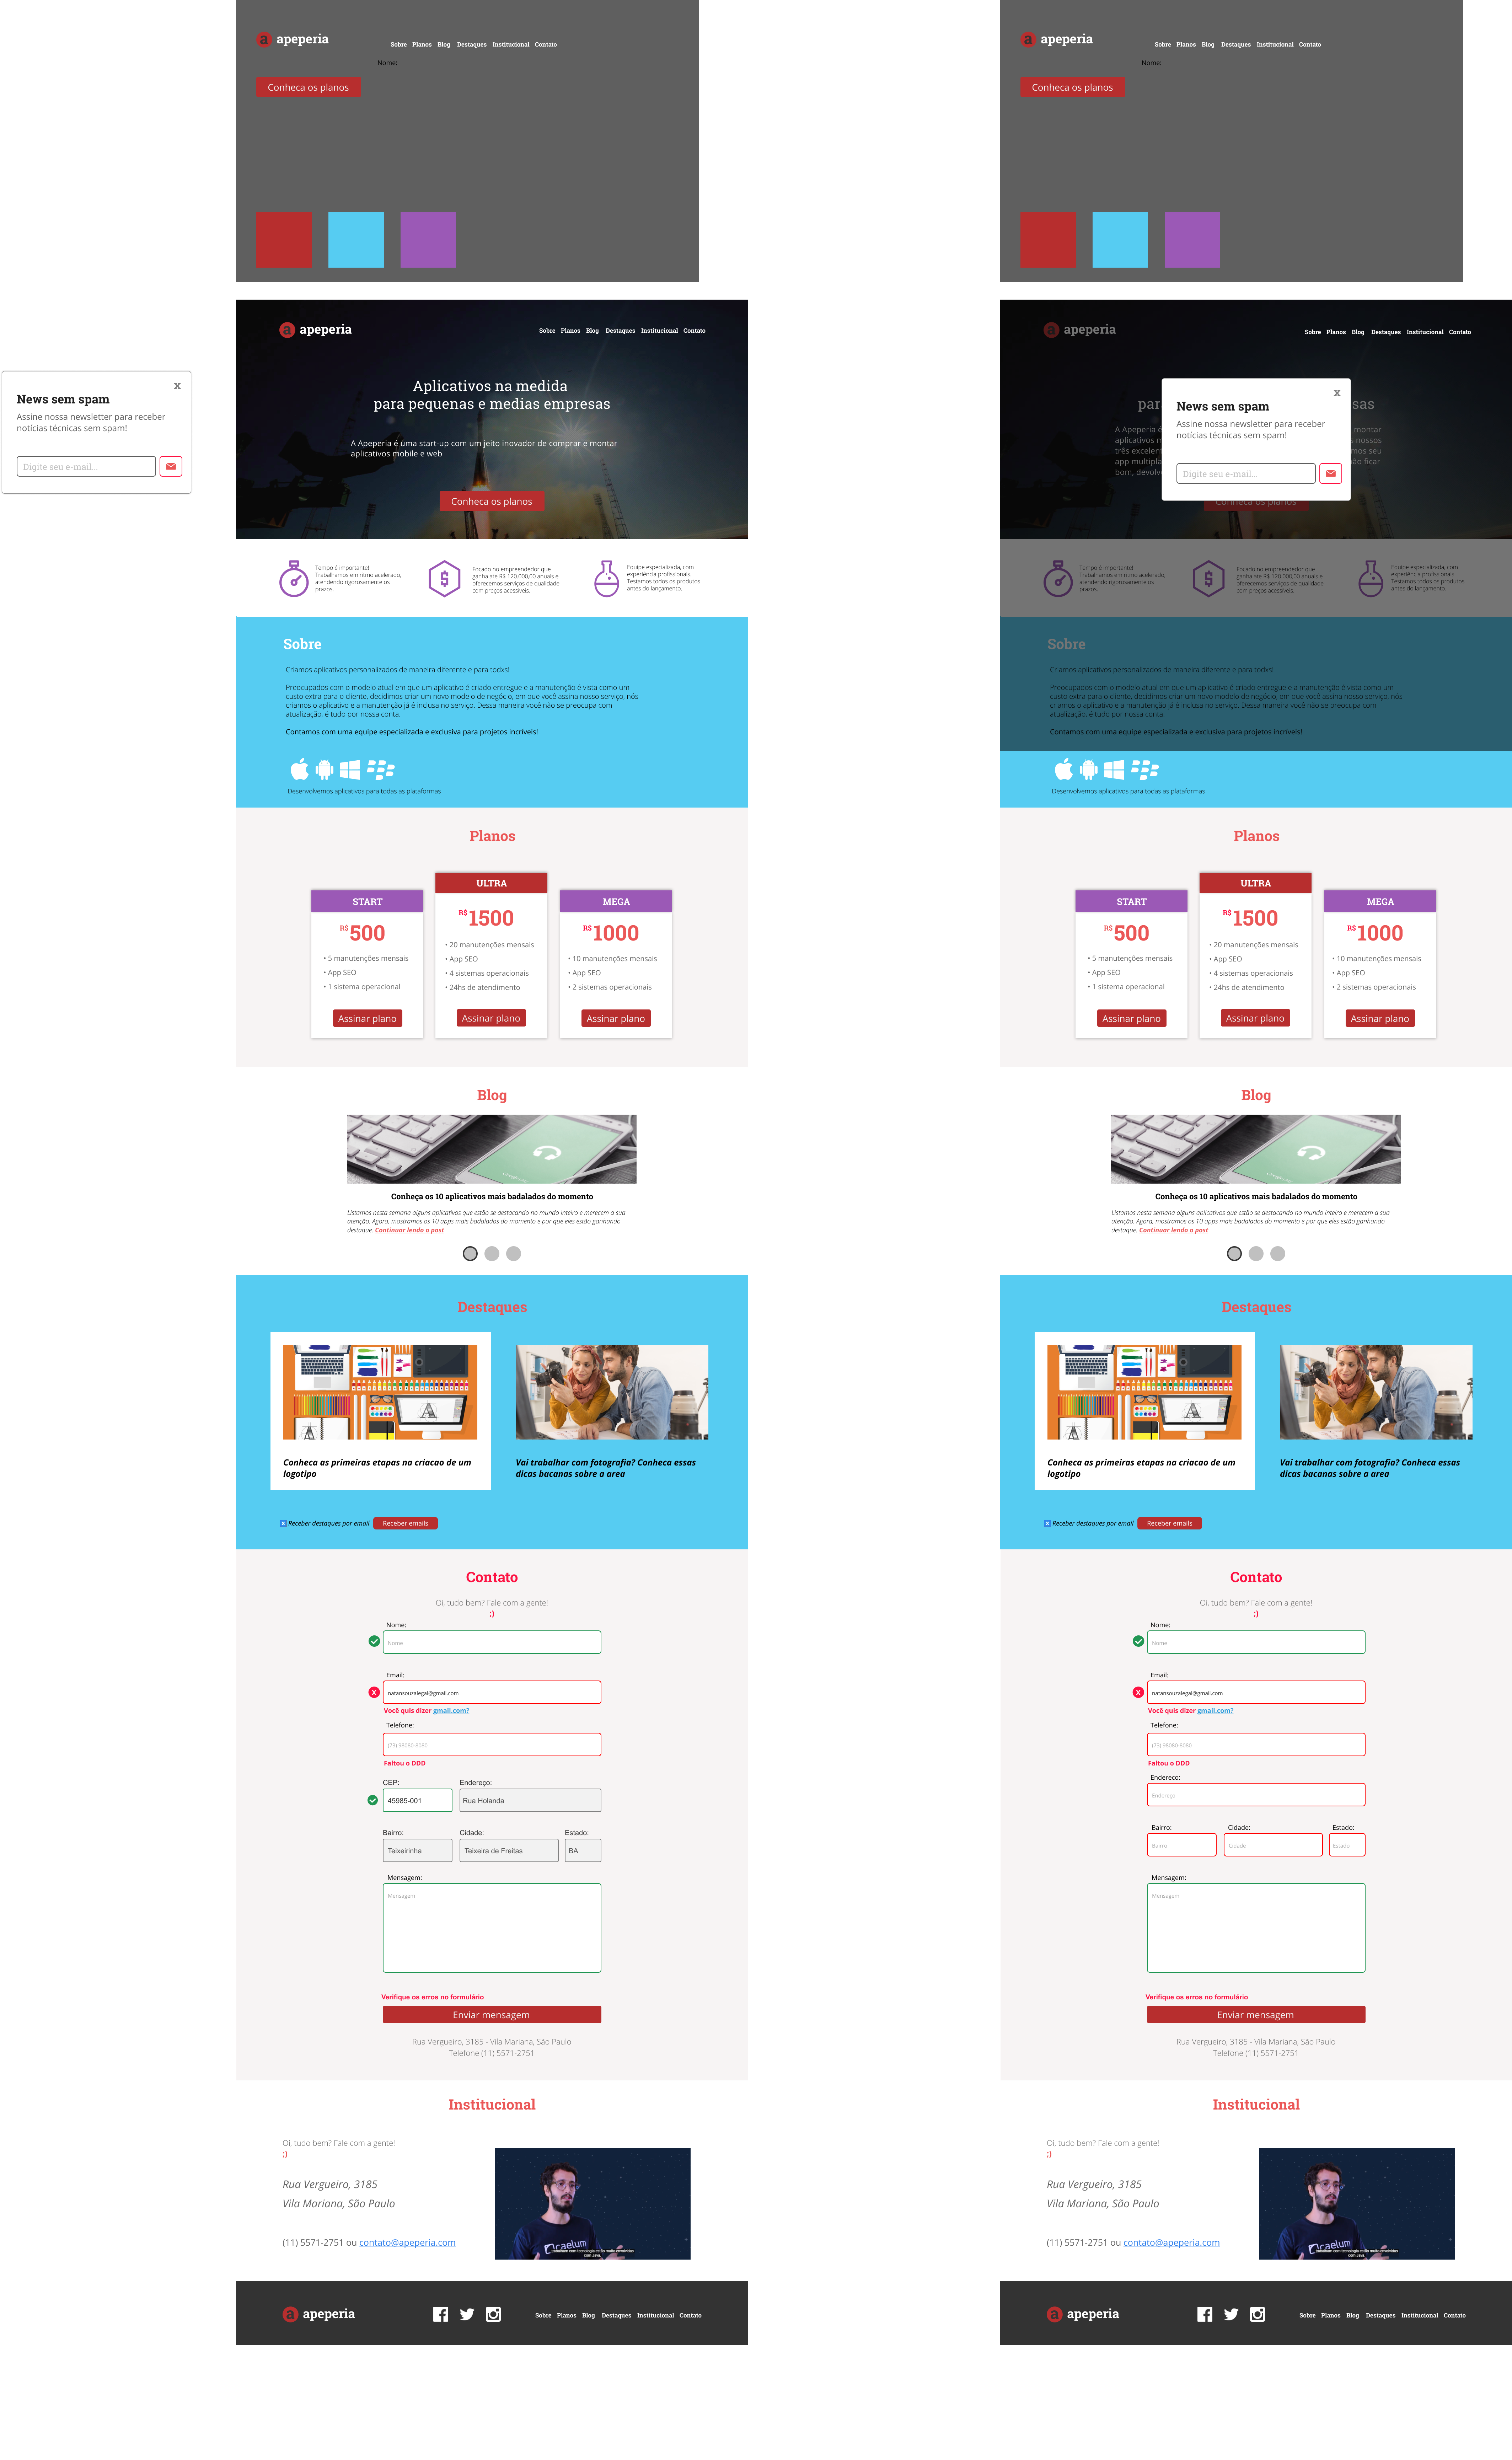 a apeperia
Sobre Planos Blog Destaques Institucional Contato
Nome:
Conheca os planos
a apeperia
Sobre Planos Blog Destaques Institucional Contato
Nome:
Conheca os planos
x
News sem spam
Assine nossa newsletter para receber
notícias técnicas sem spam!
Digite seu e-mail...
a apeperia
Sobre Planos Blog Destaques Institucional Contato
Aplicativos na medida
para pequenas e medias empresas
A Apeperia é uma start-up com um jeito inovador de comprar e montar
aplicativos mobile e web
Conheca os planos
Tempo é importante!
Trabalhamos em ritmo acelerado,
atendendo rigorosamente os
prazos.
$
Focado no empreendedor que
ganha ate R$ 120.000,00 anuais e
oferecemos serviços de qualidade
com preços acessíveis.
Equipe especializada, com
experiência profissionais.
Testamos todos os produtos
antes do lançamento.
Sobre
Criamos aplicativos personalizados de maneira diferente e para todxs!
Preocupados com o modelo atual em que um aplicativo é criado entregue e a manutenção é vista como um
custo extra para o cliente, decidimos criar um novo modelo de negócio, em que você assina nosso serviço, nós
criamos o aplicativo e a manutenção já é inclusa no serviço. Dessa maneira você não se preocupa com
atualização, é tudo por nossa conta.
Contamos com uma equipe especializada e exclusiva para projetos incríveis!
Desenvolvemos aplicativos para todas as plataformas
Planos
START
R$ 500
• 5 manutenções mensais
• App SEO
• 1 sistema operacional
Assinar plano
ULTRA
R$ 1500
• 20 manutenções mensais
• App SEO
• 4 sistemas operacionais
• 24hs de atendimento
Assinar plano
MEGA
R$ 1000
• 10 manutenções mensais
• App SEO
• 2 sistemas operacionais
Assinar plano
Blog
Conheça os 10 aplicativos mais badalados do momento
Listamos nesta semana alguns aplicativos que estão se destacando no mundo inteiro e merecem a sua
atenção. Agora, mostramos os 10 apps mais badalados do momento e por que eles estão ganhando
destaque. Continuar lendo o post
Destaques
A
Conheca as primeiras etapas na criacao de um
logotipo
Vai trabalhar com fotografia? Conheca essas
dicas bacanas sobre a area
x Receber destaques por email
Receber emails
Contato
Oi, tudo bem? Fale com a gente!
;)
Nome:
Nome
Email:
x
natansouzalegal@gmail.com
Você quis dizer gmail.com?
Telefone:
(73) 98080-8080
Faltou o DDD
CEP:
45985-001
Endereço:
Rua Holanda
Bairro:
Teixeirinha
Cidade:
Teixeira de Freitas
Estado:
BA
Mensagem:
Mensagem
Verifique os erros no formulário
Enviar mensagem
Rua Vergueiro, 3185 - Vila Mariana, São Paulo
Telefone (11) 5571-2751
Institucional
Oi, tudo bem? Fale com a gente!
;)
Rua Vergueiro, 3185
Vila Mariana, São Paulo
(11) 5571-2751 ou contato@apeperia.com
caelum
trabalham com tecnologia estão muito envolvidas
com Java.
a apeperia
Sobre Planos Blog Destaques Institucional Contato
a apeperia
Sobre Planos Blog Destaques Institucional Contato
par
sas
A Apeperia é
montar
aplicativos m
s nossos
três excelent
mos seu
app multipla
ão ficar
bom, devolv
x
News sem spam
Assine nossa newsletter para receber
notícias técnicas sem spam!
Digite seu e-mail...
Conheca os planos
Tempo é importante!
Trabalhamos em ritmo acelerado,
atendendo rigorosamente os
prazos.
$
Focado no empreendedor que
ganha ate R$ 120.000,00 anuais e
oferecemos serviços de qualidade
com preços acessíveis.
Equipe especializada, com
experiência profissionais.
Testamos todos os produtos
antes do lançamento.
Sobre
Criamos aplicativos personalizados de maneira diferente e para todxs!
Preocupados com o modelo atual em que um aplicativo é criado entregue e a manutenção é vista como um
custo extra para o cliente, decidimos criar um novo modelo de negócio, em que você assina nosso serviço, nós
criamos o aplicativo e a manutenção já é inclusa no serviço. Dessa maneira você não se preocupa com
atualização, é tudo por nossa conta.
Contamos com uma equipe especializada e exclusiva para projetos incríveis!
Desenvolvemos aplicativos para todas as plataformas
Planos
START
R$ 500
• 5 manutenções mensais
• App SEO
• 1 sistema operacional
Assinar plano
ULTRA
R$ 1500
• 20 manutenções mensais
• App SEO
• 4 sistemas operacionais
• 24hs de atendimento
Assinar plano
MEGA
R$ 1000
• 10 manutenções mensais
• App SEO
• 2 sistemas operacionais
Assinar plano
Blog
Conheça os 10 aplicativos mais badalados do momento
Listamos nesta semana alguns aplicativos que estão se destacando no mundo inteiro e merecem a sua
atenção. Agora, mostramos os 10 apps mais badalados do momento e por que eles estão ganhando
destaque. Continuar lendo o post
Destaques
A
Conheca as primeiras etapas na criacao de um
logotipo
Vai trabalhar com fotografia? Conheca essas
dicas bacanas sobre a area
x Receber destaques por email
Receber emails
Contato
Oi, tudo bem? Fale com a gente!
;)
Nome:
Nome
Email:
x
natansouzalegal@gmail.com
Você quis dizer gmail.com?
Telefone:
(73) 98080-8080
Faltou o DDD
Endereco:
Endereço
Bairro:
Bairro
Cidade:
Cidade
Estado:
Estado
Mensagem:
Mensagem
Verifique os erros no formulário
Enviar mensagem
Rua Vergueiro, 3185 - Vila Mariana, São Paulo
Telefone (11) 5571-2751
Institucional
Oi, tudo bem? Fale com a gente!
;)
Rua Vergueiro, 3185
Vila Mariana, São Paulo
(11) 5571-2751 ou contato@apeperia.com
caelum
trabalham com tecnologia estão muito envolvidas
com Java.
a apeperia
Sobre Planos Blog Destaques Institucional Contato